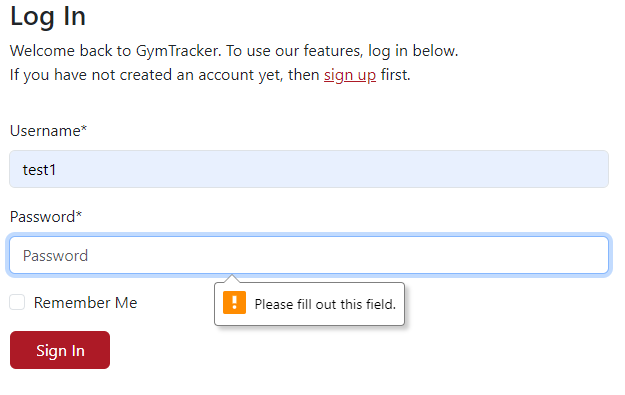 Log In
Welcome back to GymTracker. To use our features, log in below.
If you have not created an account yet, then sign up first.
Username*
test1
Password*
Password
Please fill out this field.
Remember Me
Sign In